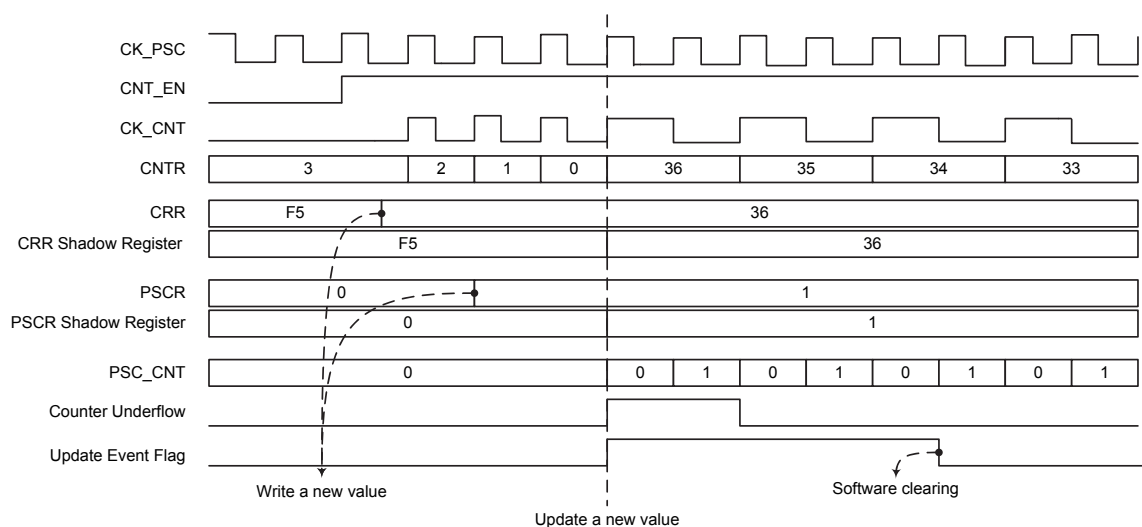 CK_PSC
CNT_EN
CK_CNT
CNTR 3 2 1 0 36 35 34 33
CRR F5 36
CRR Shadow Register F5 36
PSCR 0 1
PSCR Shadow Register 0 1
PSC_CNT 0 0 1 0 1 0 1 0 1
Counter Underflow
Update Event Flag
Write a new value Software clearing
Update a new value